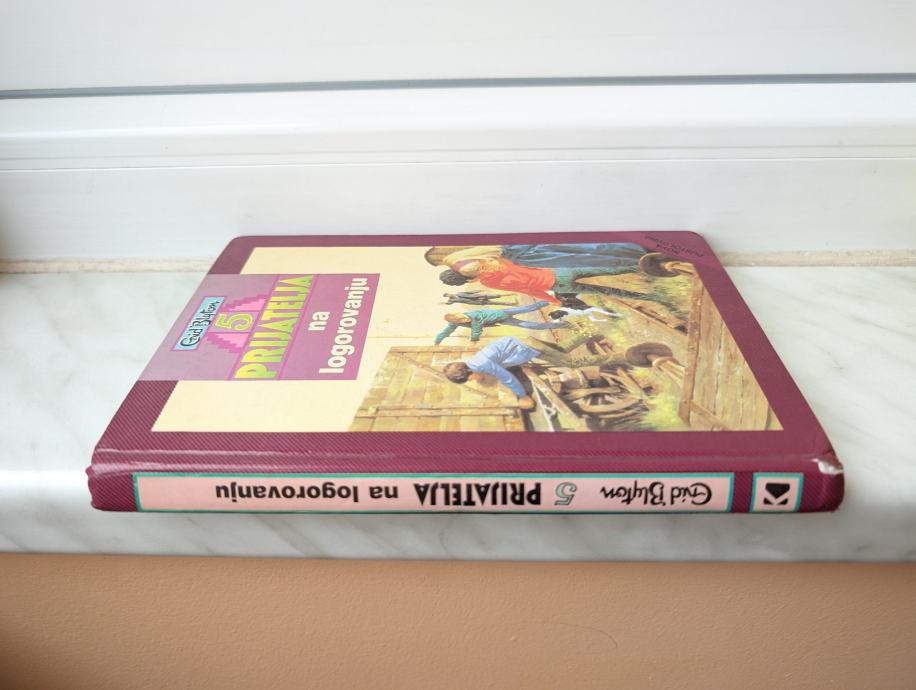 Enid Blyton
5
PRIJATELJA
na
logorovanju
Enid Blyton 5 PRIJATELJA na logorovanju